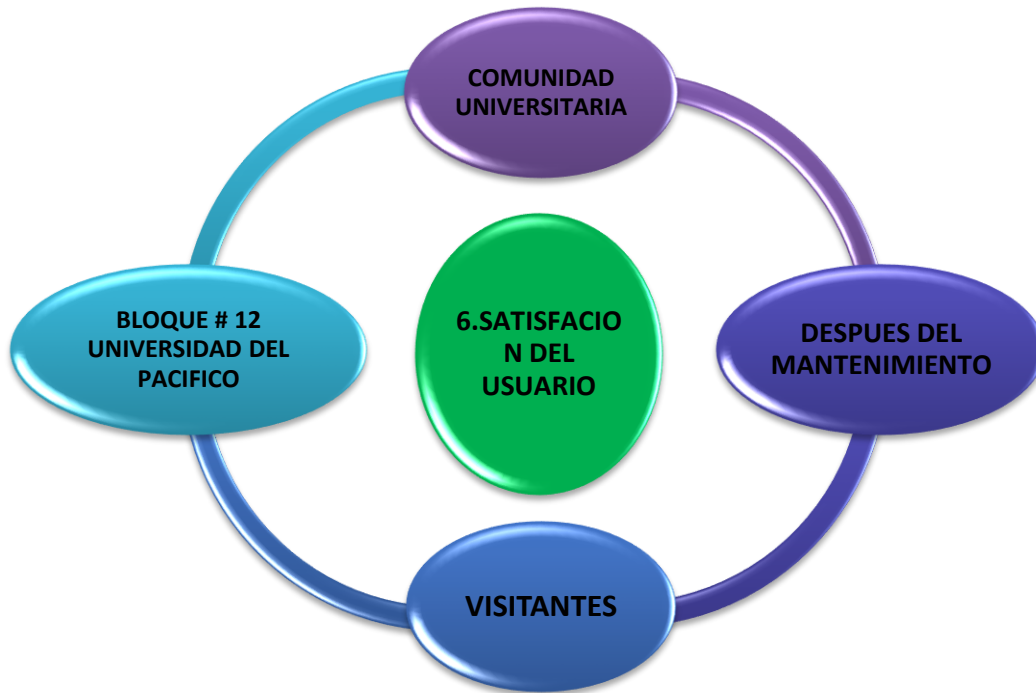 COMUNIDAD
UNIVERSITARIA
BLOQUE # 12
UNIVERSIDAD DEL
PACIFICO
6.SATISFACIO
N DEL
USUARIO
DESPUES DEL
MANTENIMIENTO
VISITANTES